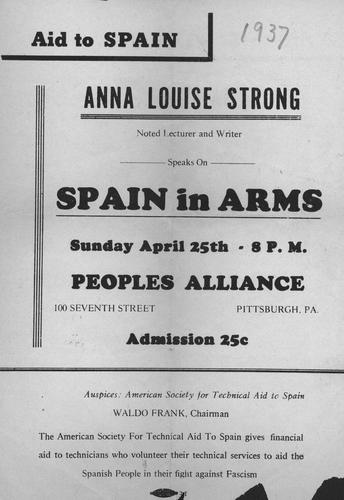 Aid to SPAIN
1937
ANNA LOUISE STRONG
Noted Lecturer and Writer
Speaks On
SPAIN in ARMS
Sunday April 25th - 8 P. M.
PEOPLES ALLIANCE
100 SEVENTH STREET PITTSBURGH, PA.
Admission 25c
Auspices: American Society for Technical Aid to Spain
WALDO FRANK, Chairman
The American Society For Technical Aid To Spain gives financial
aid to technicians who volunteer their technical services to aid the
Spanish People in their fight against Fascism